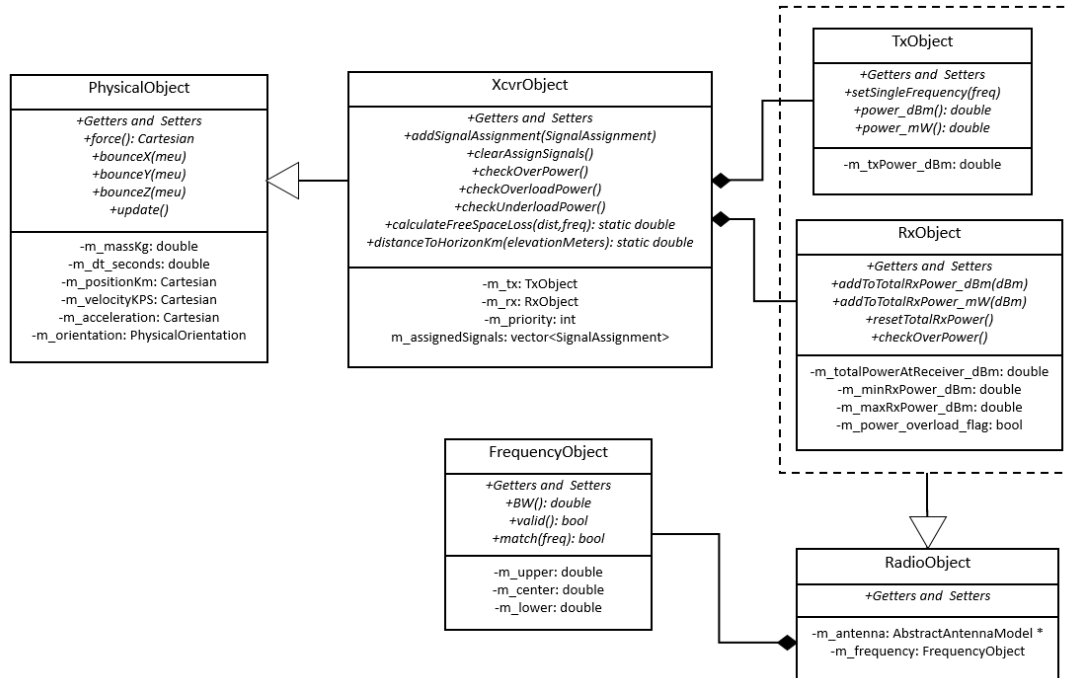 PhysicalObject
+Getters and Setters
+force(): Cartesian
+bounceX(meu)
+bounceY(meu)
+bounceZ(meu)
+update()
-m_massKg: double
-m_dt_seconds: double
-m_positionKm: Cartesian
-m_velocityKPS: Cartesian
-m_acceleration: Cartesian
-m_orientation: PhysicalOrientation
XcvrObject
+Getters and Setters
+addSignalAssignment(SignalAssignment)
+clearAssignSignals()
+checkOverPower()
+checkOverloadPower()
+checkUnderloadPower()
+calculateFreeSpaceLoss(dist,freq): static double
+distanceToHorizonKm(elevationMeters): static double
-m_tx: TxObject
-m_rx: RxObject
-m_priority: int
m_assignedSignals: vector<SignalAssignment>
TxObject
+Getters and Setters
+setSingleFrequency(freq)
+power_dBm(): double
+power_mW(): double
-m_txPower_dBm: double
RxObject
+Getters and Setters
+addToTotalRxPower_dBm(dBm)
+addToTotalRxPower_mW(dBm)
+resetTotalRxPower()
+checkOverPower()
-m_totalPowerAtReceiver_dBm: double
-m_minRxPower_dBm: double
-m_maxRxPower_dBm: double
-m_power_overload_flag: bool
FrequencyObject
+Getters and Setters
+BW(): double
+valid(): bool
+match(freq): bool
-m_upper: double
-m_center: double
-m_lower: double
RadioObject
+Getters and Setters
-m_antenna: AbstractAntennaModel *
-m_frequency: FrequencyObject